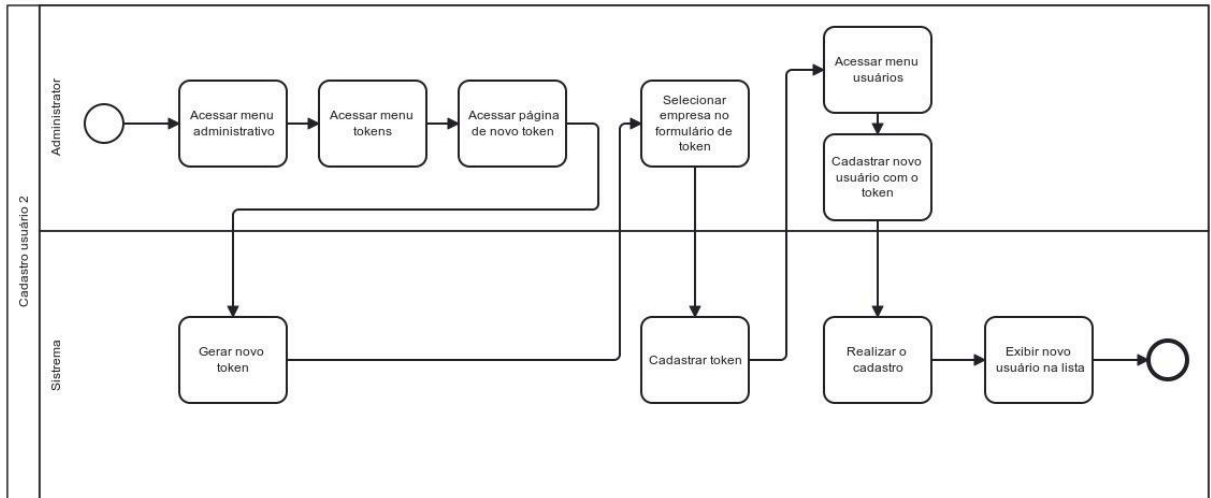 Cadastro usuário 2
Administrator
Acessar menu
administrativo
Acessar menu
tokens
Acessar página
de novo token
Selecionar
empresa no
formulário de
token
Acessar menu
usuários
Cadastrar novo
usuário com o
token
Sistrema
Gerar novo
token
Cadastrar token
Realizar o
cadastro
Exibir novo
usuário na lista